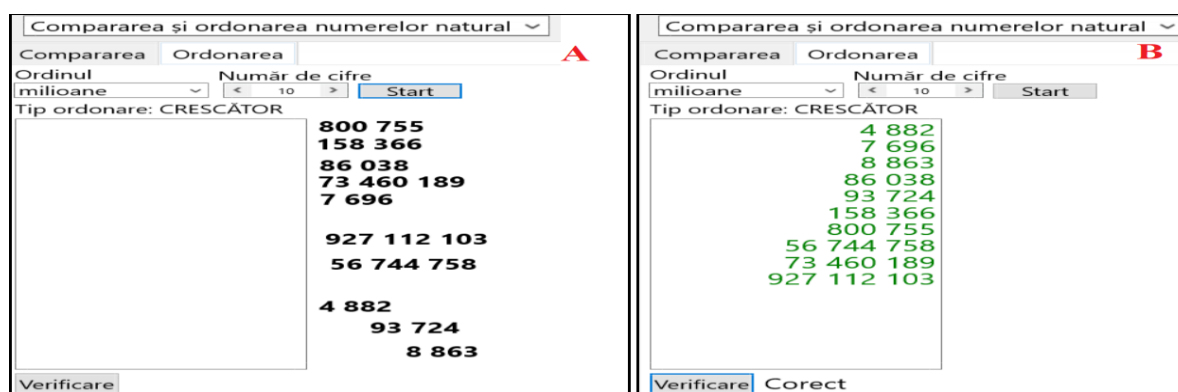 Compararea și ordonarea numerelor natural
Compararea Ordonarea
A
Ordinul Număr de cifre
milioane < 10 > Start
Tip ordonare: CRESCĂTOR
800 755
158 366
86 038
73 460 189
7 696
927 112 103
56 744 758
4 882
93 724
8 863
Verificare
Compararea și ordonarea numerelor natural
Compararea Ordonarea
B
Ordinul Număr de cifre
milioane < 10 > Start
Tip ordonare: CRESCĂTOR
4 882
7 696
8 863
86 038
93 724
158 366
800 755
56 744 758
73 460 189
927 112 103
Verificare Corect